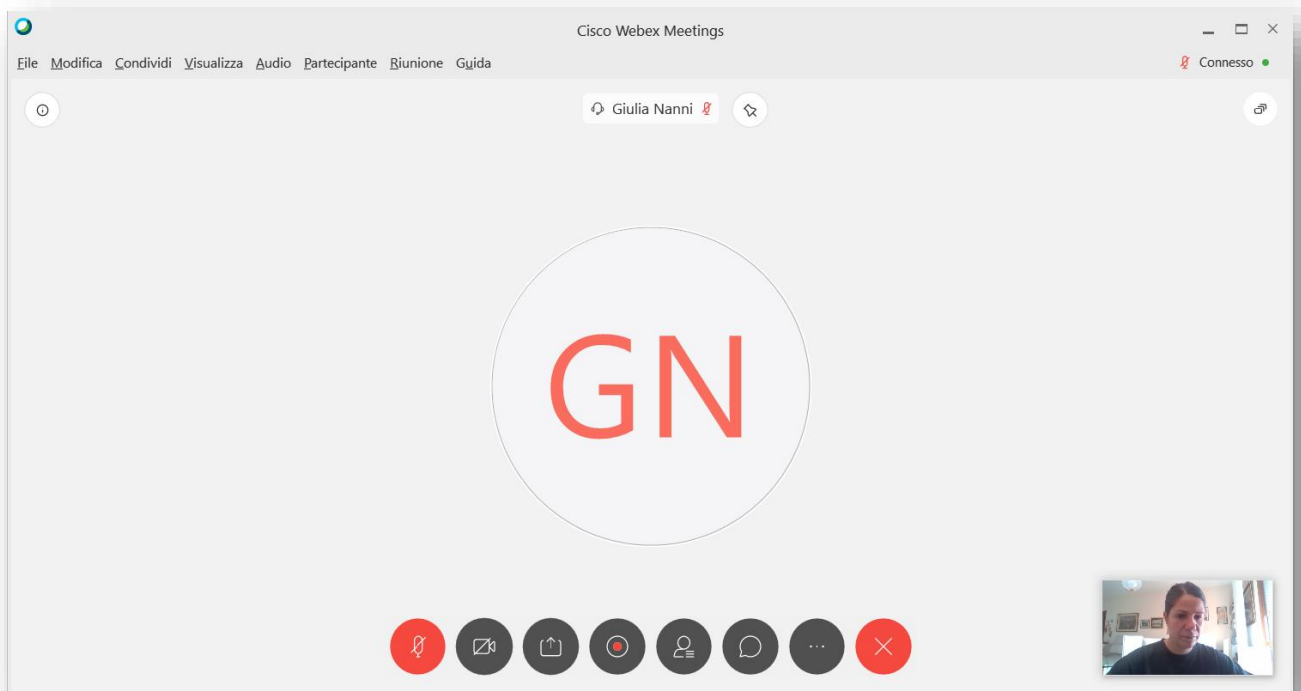 Cisco Webex Meetings
File Modifica Condividi Visualizza Audio Partecipante Riunione Guida
Connesso
Giulia Nanni
GN